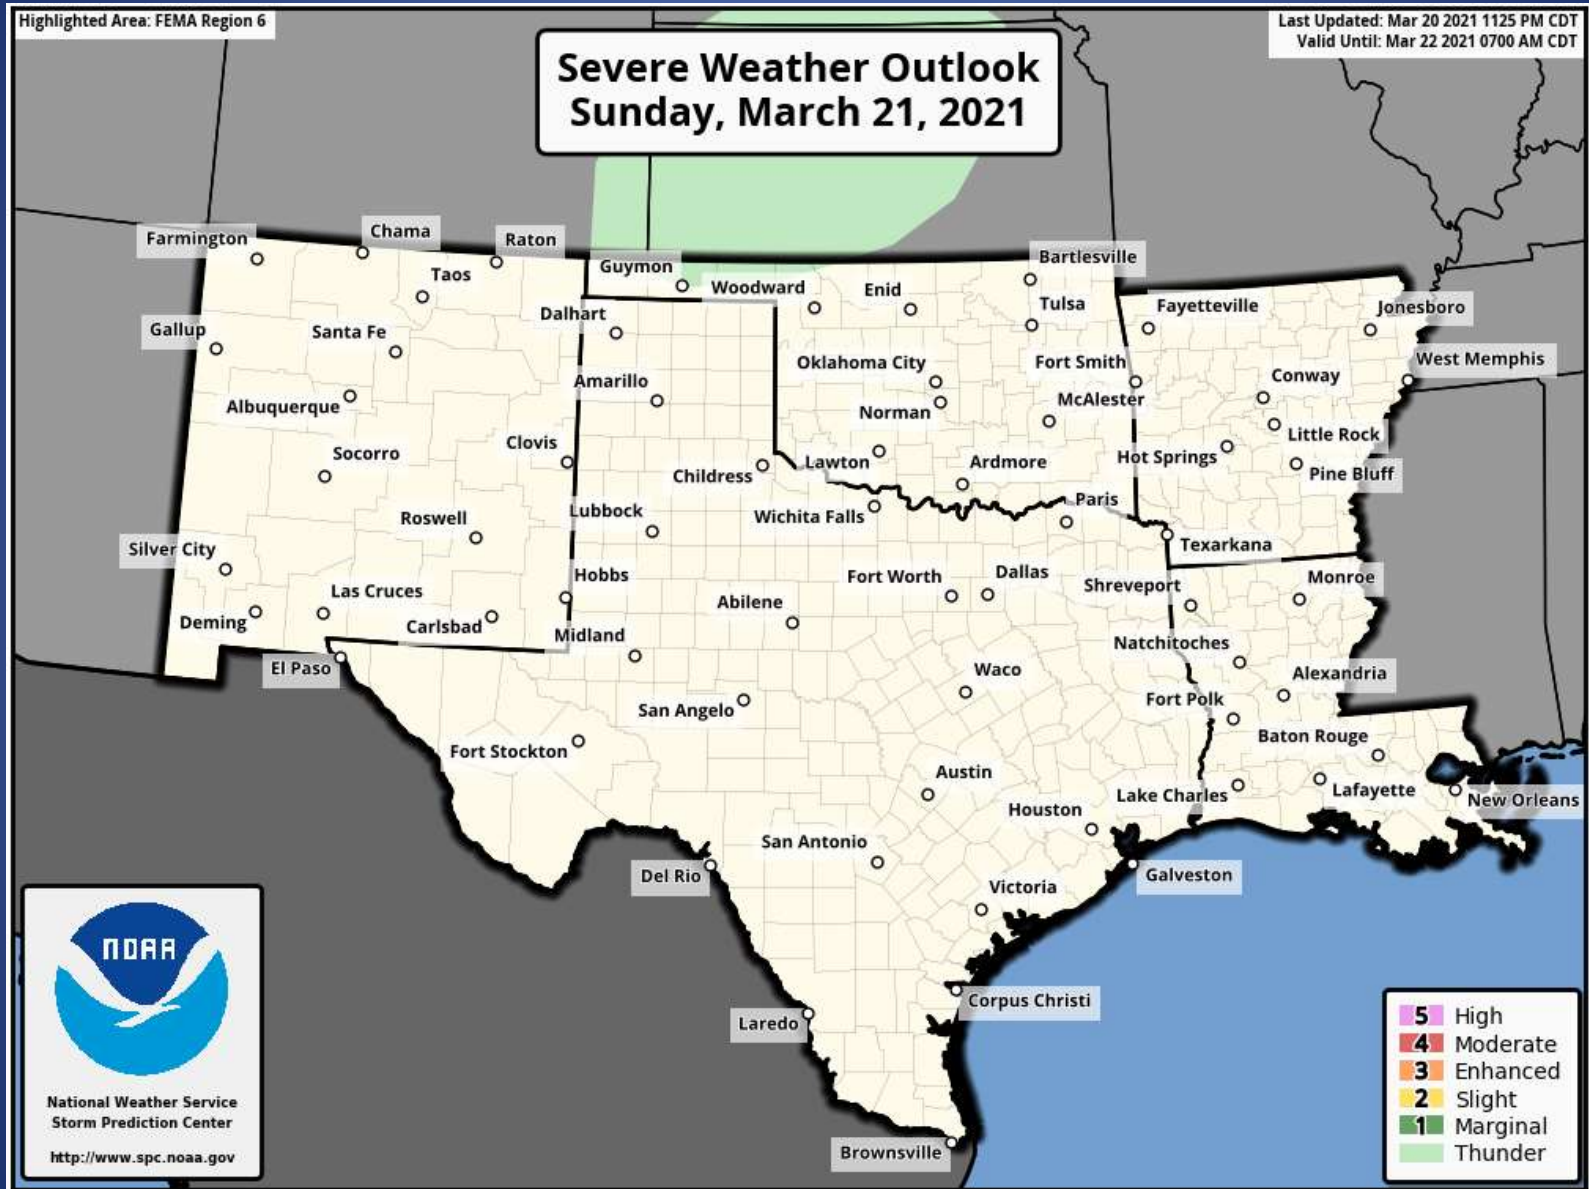 Highlighted Area: FEMA Region 6
Last Updated: Mar 20 2021 1125 PM CDT
Valid Until: Mar 22 2021 0700 AM CDT
Severe Weather Outlook
Sunday, March 21, 2021
Farmington
Chama
Raton
Taos
Guymon
Woodward
Enid
Bartlesville
Tulsa
Fayetteville
Jonesboro
Gallup
Santa Fe
Dalhart
Oklahoma City
Fort Smith
West Memphis
Albuquerque
Amarillo
Norman
McAlester
Conway
Little Rock
Socorro
Clovis
Childress
Lawton
Ardmore
Hot Springs
Pine Bluff
Roswell
Lubbock
Wichita Falls
Paris
Texarkana
Silver City
Las Cruces
Hobbs
Fort Worth
Dallas
Shreveport
Monroe
Deming
Carlsbad
Abilene
Midland
Natchitoches
El Paso
San Angelo
Waco
Alexandria
Fort Polk
Fort Stockton
Baton Rouge
Austin
Houston
Lake Charles
Lafayette
New Orleans
San Antonio
Del Rio
Victoria
Galveston
Corpus Christi
Laredo
Brownsville
NOAA
National Weather Service
Storm Prediction Center
http://www.spc.noaa.gov
5 High
4 Moderate
3 Enhanced
2 Slight
1 Marginal
Thunder